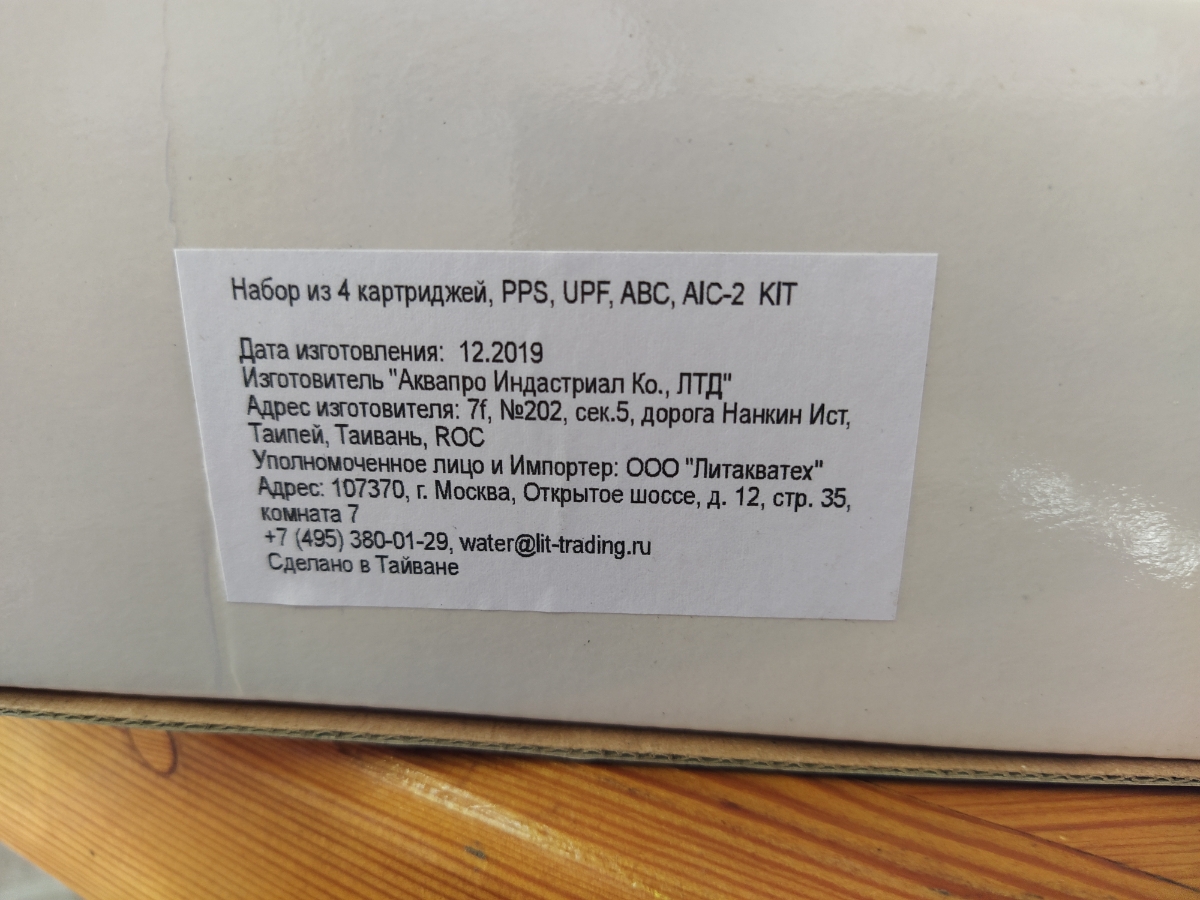 Набор из 4 картриджей, PPS, UPF, ABC, AIC-2 KIT
Дата изготовления: 12.2019
Изготовитель "Аквапро Индастриал Ко., ЛТД"
Адрес изготовителя: 7f, №202, сек.5, дорога Нанкин Ист,
Таипей, Таивань, ROC
Уполномоченное лицо и Импортер: ООО "Литакватех"
Адрес: 107370, г. Москва, Открытое шоссе, д. 12, стр. 35,
комната 7
+7 (495) 380-01-29, water@lit-trading.ru
Сделано в Тайване